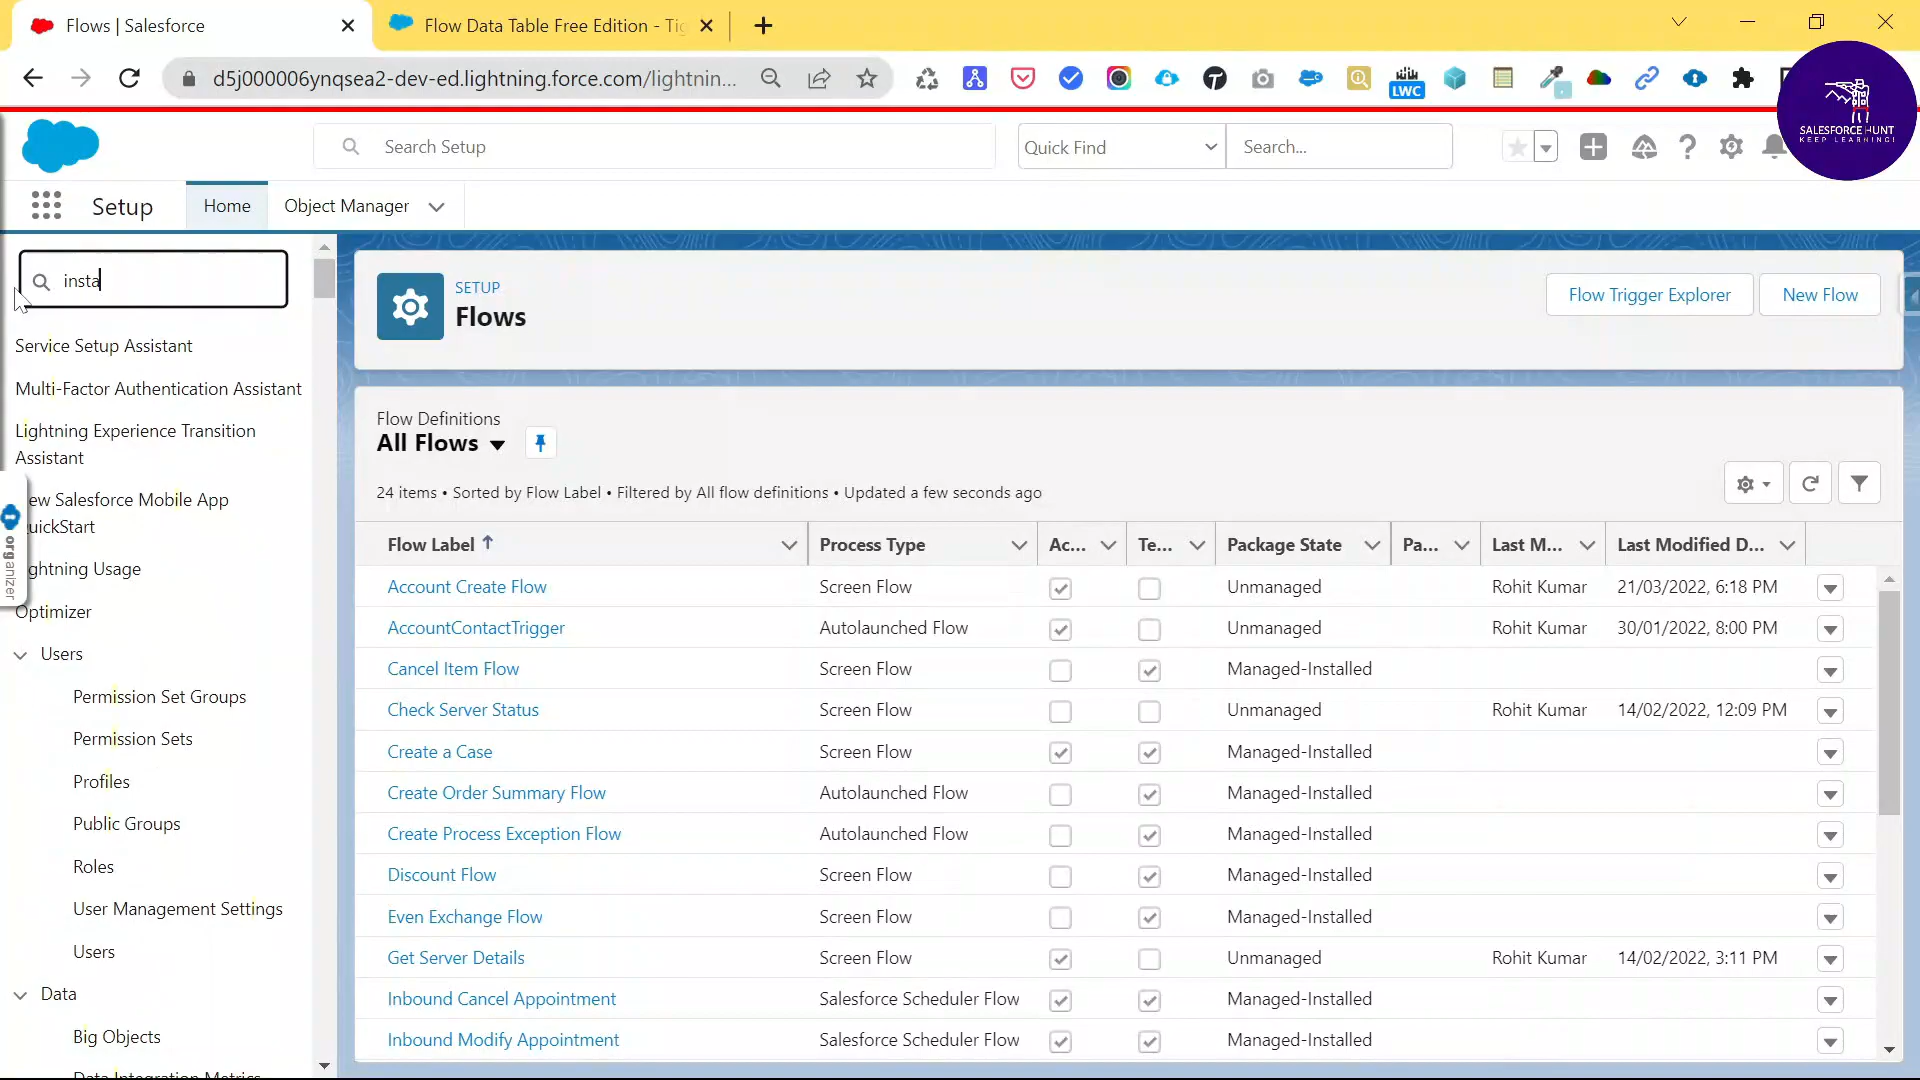 Flows | Salesforce
Flow Data Table Free Edition - Tig
d5j000006ynqsea2-dev-ed.lightning.force.com/lightnin...
LWC
SALESFORCE HUNT
KEEP LEARNING!
Search Setup
Quick Find
Search...
Setup
Home
Object Manager
insta
Service Setup Assistant
Multi-Factor Authentication Assistant
Lightning Experience Transition
Assistant
ew Salesforce Mobile App
uickStart
ghtning Usage
Optimizer
organizer
Users
Permission Set Groups
Permission Sets
Profiles
Public Groups
Roles
User Management Settings
Users
Data
Big Objects
Data Integration Metrics
SETUP
Flows
Flow Trigger Explorer
New Flow
Flow Definitions
All Flows
24 items • Sorted by Flow Label • Filtered by All flow definitions • Updated a few seconds ago
Flow Label Process Type Ac... Te... Package State Pa... Last M... Last Modified D...
Account Create Flow Screen Flow Unmanaged Rohit Kumar 21/03/2022, 6:18 PM
AccountContactTrigger Autolaunched Flow Unmanaged Rohit Kumar 30/01/2022, 8:00 PM
Cancel Item Flow Screen Flow Managed-Installed
Check Server Status Screen Flow Unmanaged Rohit Kumar 14/02/2022, 12:09 PM
Create a Case Screen Flow Managed-Installed
Create Order Summary Flow Autolaunched Flow Managed-Installed
Create Process Exception Flow Autolaunched Flow Managed-Installed
Discount Flow Screen Flow Managed-Installed
Even Exchange Flow Screen Flow Managed-Installed
Get Server Details Screen Flow Unmanaged Rohit Kumar 14/02/2022, 3:11 PM
Inbound Cancel Appointment Salesforce Scheduler Flow Managed-Installed
Inbound Modify Appointment Salesforce Scheduler Flow Managed-Installed